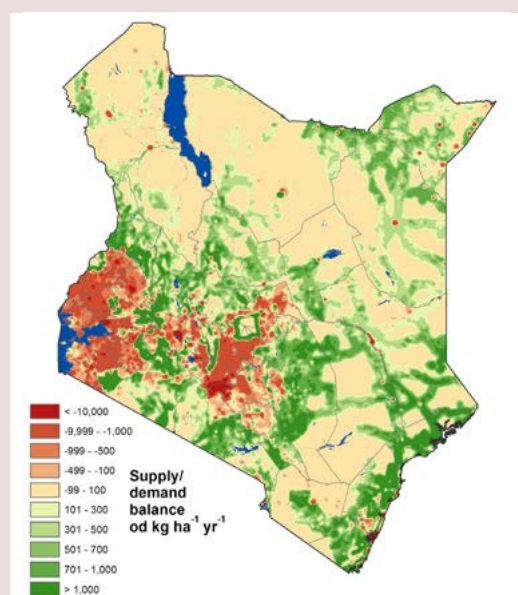 < -10,000
-9,999 - -1,000
-999 - -500
-499 - -100
-99 - 100
101 - 300
301 - 500
501 - 700
701 - 1,000
> 1,000
Supply/
demand
balance
od kg ha⁻¹ yr⁻¹